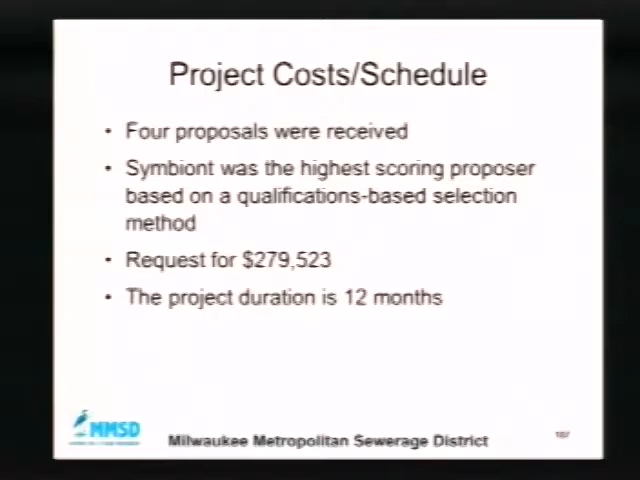 Project Costs/Schedule
• Four proposals were received
• Symbiont was the highest scoring proposer
based on a qualifications-based selection
method
• Request for $279,523
• The project duration is 12 months
MMSD
Milwaukee Metropolitan Sewerage District